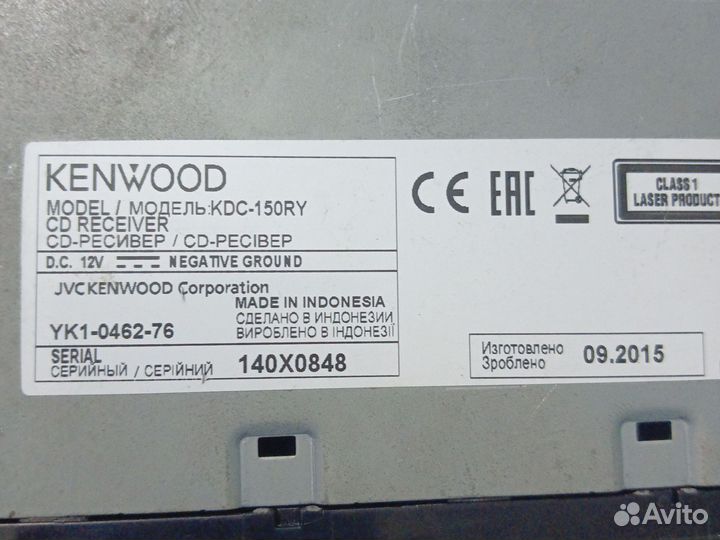 KENWOOD
MODEL / МОДЕЛЬ:KDC-150RY
CD RECEIVER
CD-РЕСИВЕР / CD-РЕСІВЕР
D.C. 12V NEGATIVE GROUND
JVCKENWOOD Corporation
MADE IN INDONESIA
СДЕЛАНО В ИНДОНЕЗИИ
YK1-0462-76 ВИРОБЛЕНО В ІНДОНЕЗІЇ
SERIAL
СЕРИЙНЫЙ / СЕРІЙНИЙ 140X0848
CE EAC
CLASS 1
LASER PRODUCT
Изготовлено
Зроблено 09.2015
Avito